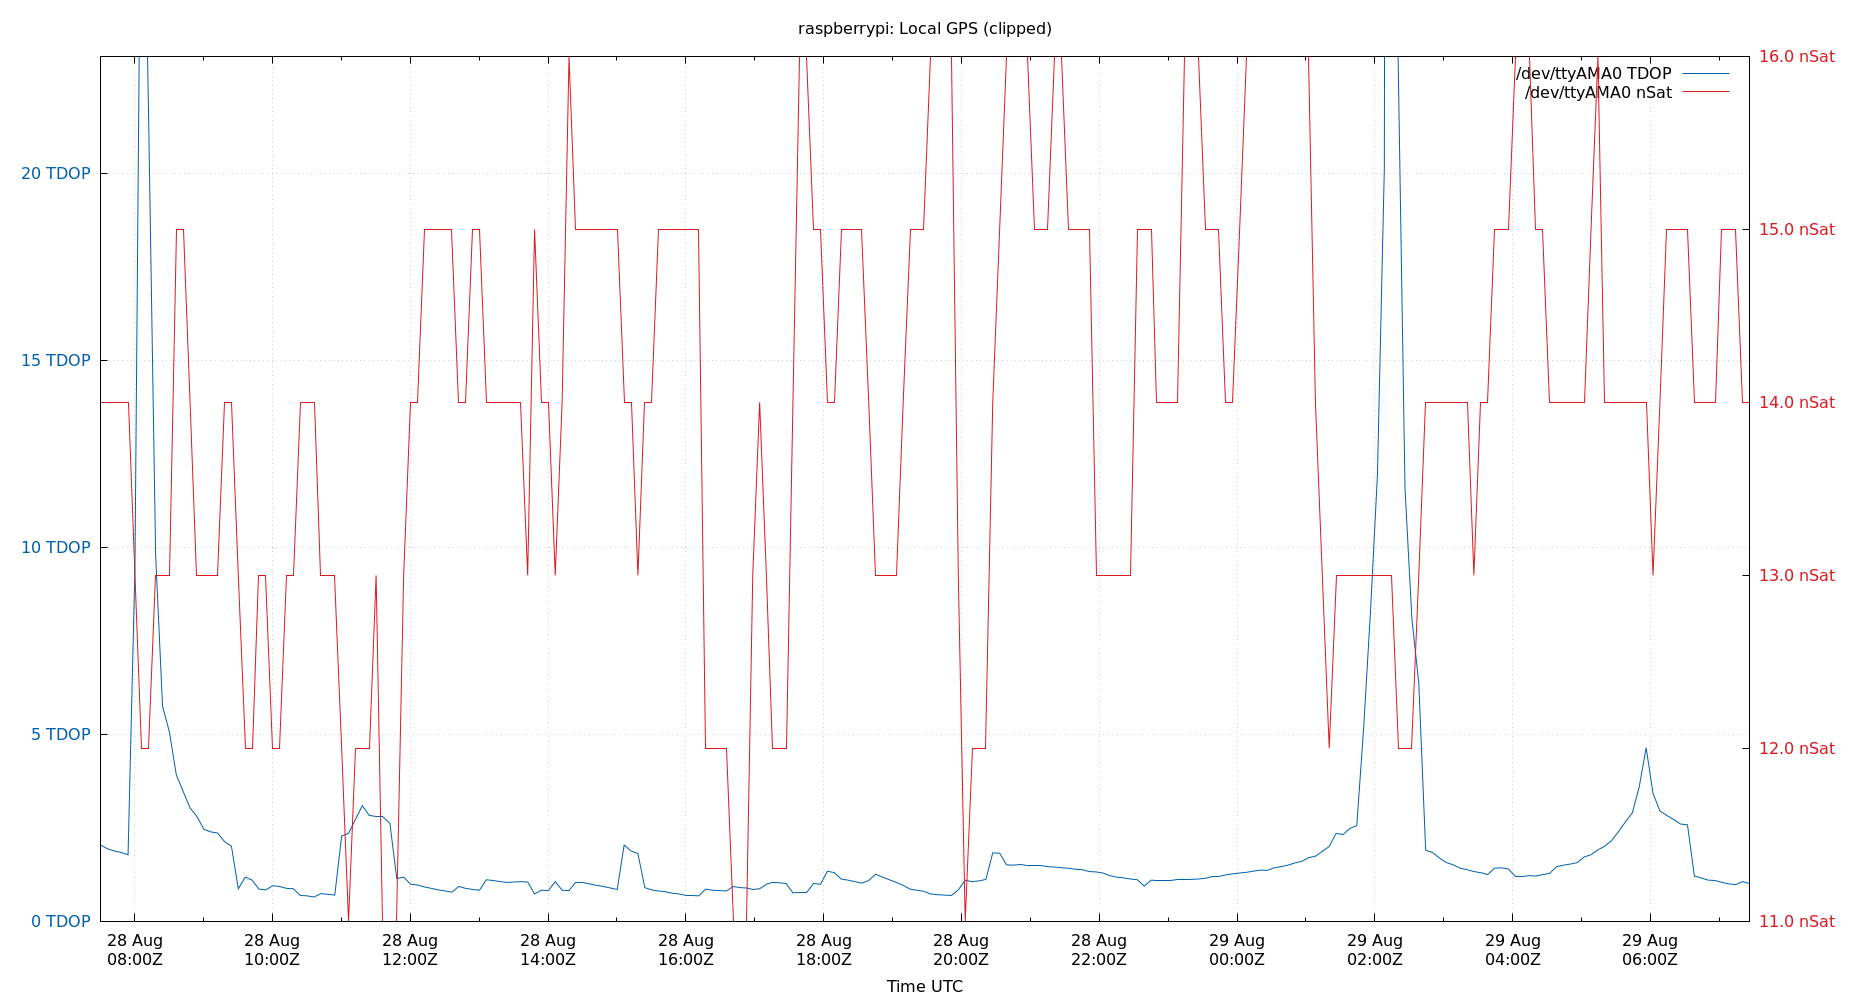 raspberrypi: Local GPS (clipped)
16.0 nSat
/dev/ttyAMA0 TDOP
/dev/ttyAMA0 nSat
20 TDOP
15.0 nSat
15 TDOP
14.0 nSat
10 TDOP
13.0 nSat
5 TDOP
12.0 nSat
0 TDOP
11.0 nSat
28 Aug 28 Aug 28 Aug 28 Aug 28 Aug 28 Aug 28 Aug 28 Aug 29 Aug 29 Aug 29 Aug 29 Aug
08:00Z 10:00Z 12:00Z 14:00Z 16:00Z 18:00Z 20:00Z 22:00Z 00:00Z 02:00Z 04:00Z 06:00Z
Time UTC